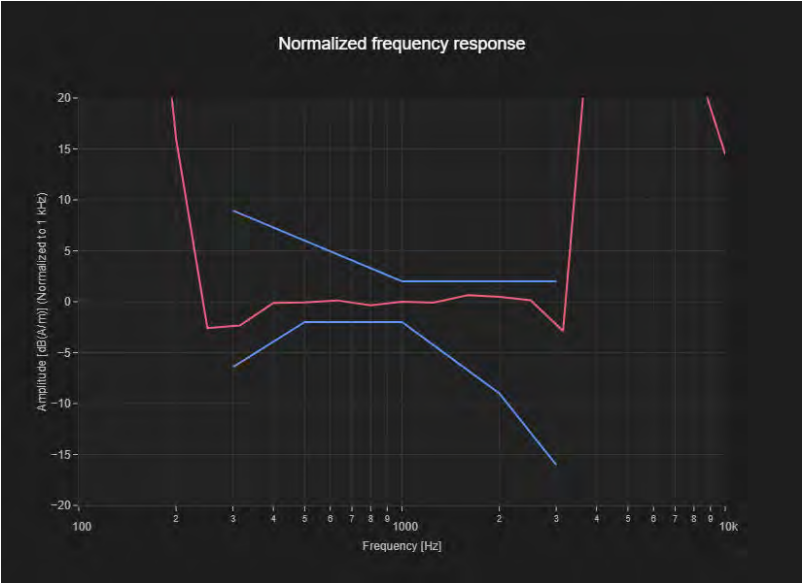 Normalized frequency response
Amplitude [dB(A/m)] (Normalized to 1 kHz)
20
15
10
5
0
−5
−10
−15
−20
100 2 3 4 5 6 7 8 9 1000 2 3 4 5 6 7 8 9 10k
Frequency [Hz]